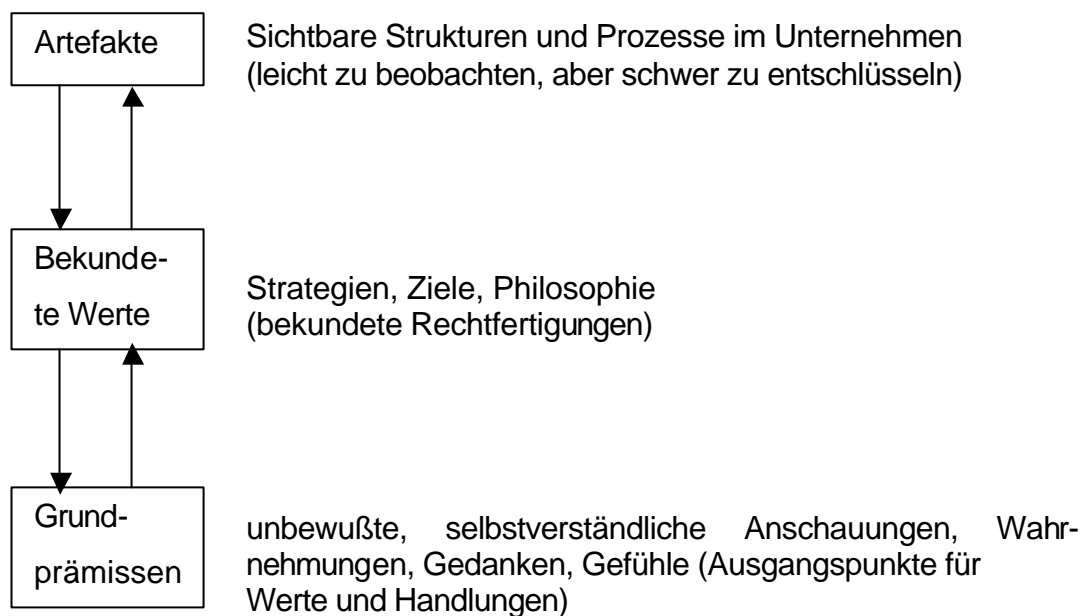 Artefakte
Sichtbare Strukturen und Prozesse im Unternehmen
(leicht zu beobachten, aber schwer zu entschlüsseln)
Bekunde-
te Werte
Strategien, Ziele, Philosophie
(bekundete Rechtfertigungen)
Grund-
prämissen
unbewußte, selbstverständliche Anschauungen, Wahr-
nehmungen, Gedanken, Gefühle (Ausgangspunkte für
Werte und Handlungen)